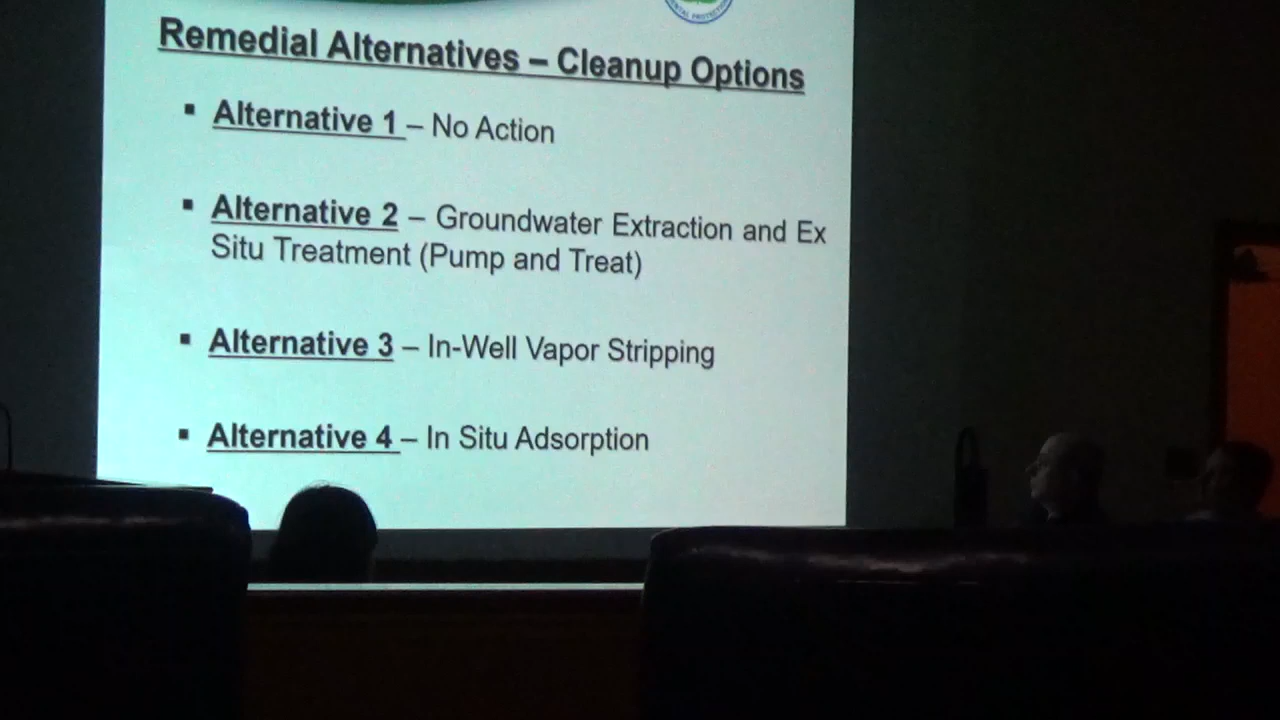 Remedial Alternatives – Cleanup Options
▪ Alternative 1 – No Action
▪ Alternative 2 – Groundwater Extraction and Ex
Situ Treatment (Pump and Treat)
▪ Alternative 3 – In-Well Vapor Stripping
▪ Alternative 4 – In Situ Adsorption